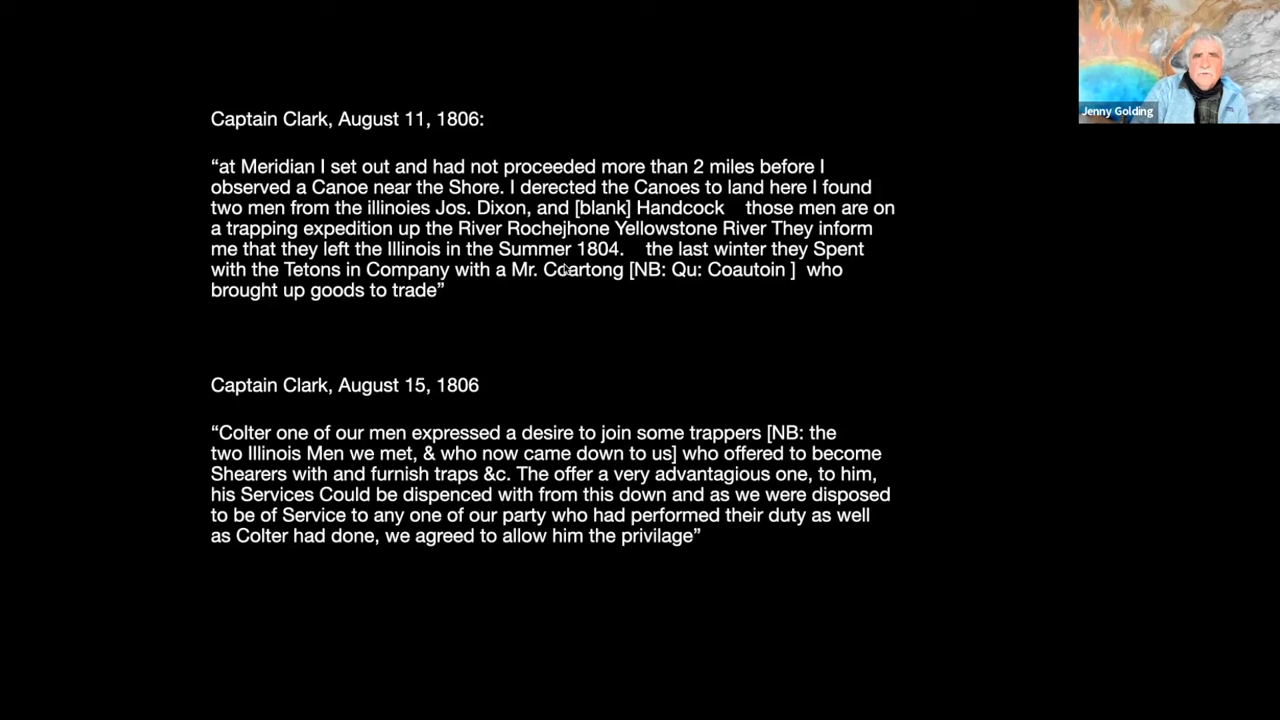 Captain Clark, August 11, 1806:
“at Meridian I set out and had not proceeded more than 2 miles before I
observed a Canoe near the Shore. I derected the Canoes to land here I found
two men from the illinoies Jos. Dixon, and [blank] Handcock    those men are on
a trapping expedition up the River Rochejhone Yellowstone River They inform
me that they left the Illinois in the Summer 1804.    the last winter they Spent
with the Tetons in Company with a Mr. Coartong [NB: Qu: Coautoin ]  who
brought up goods to trade”
Captain Clark, August 15, 1806
“Colter one of our men expressed a desire to join some trappers [NB: the
two Illinois Men we met, & who now came down to us] who offered to become
Shearers with and furnish traps &c. The offer a very advantagious one, to him,
his Services Could be dispenced with from this down and as we were disposed
to be of Service to any one of our party who had performed their duty as well
as Colter had done, we agreed to allow him the privilage”
Jenny Golding